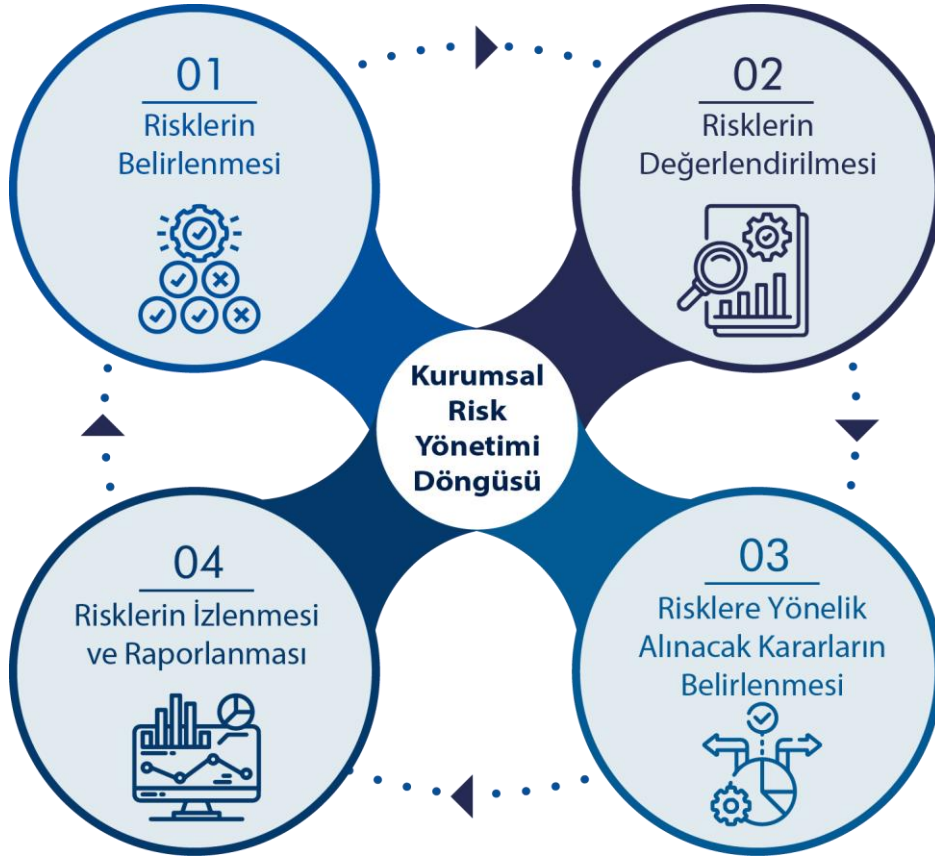 01
Risklerin
Belirlenmesi
02
Risklerin
Değerlendirilmesi
Kurumsal
Risk
Yönetimi
Döngüsü
03
Risklere Yönelik
Alınacak Kararların
Belirlenmesi
04
Risklerin İzlenmesi
ve Raporlanması